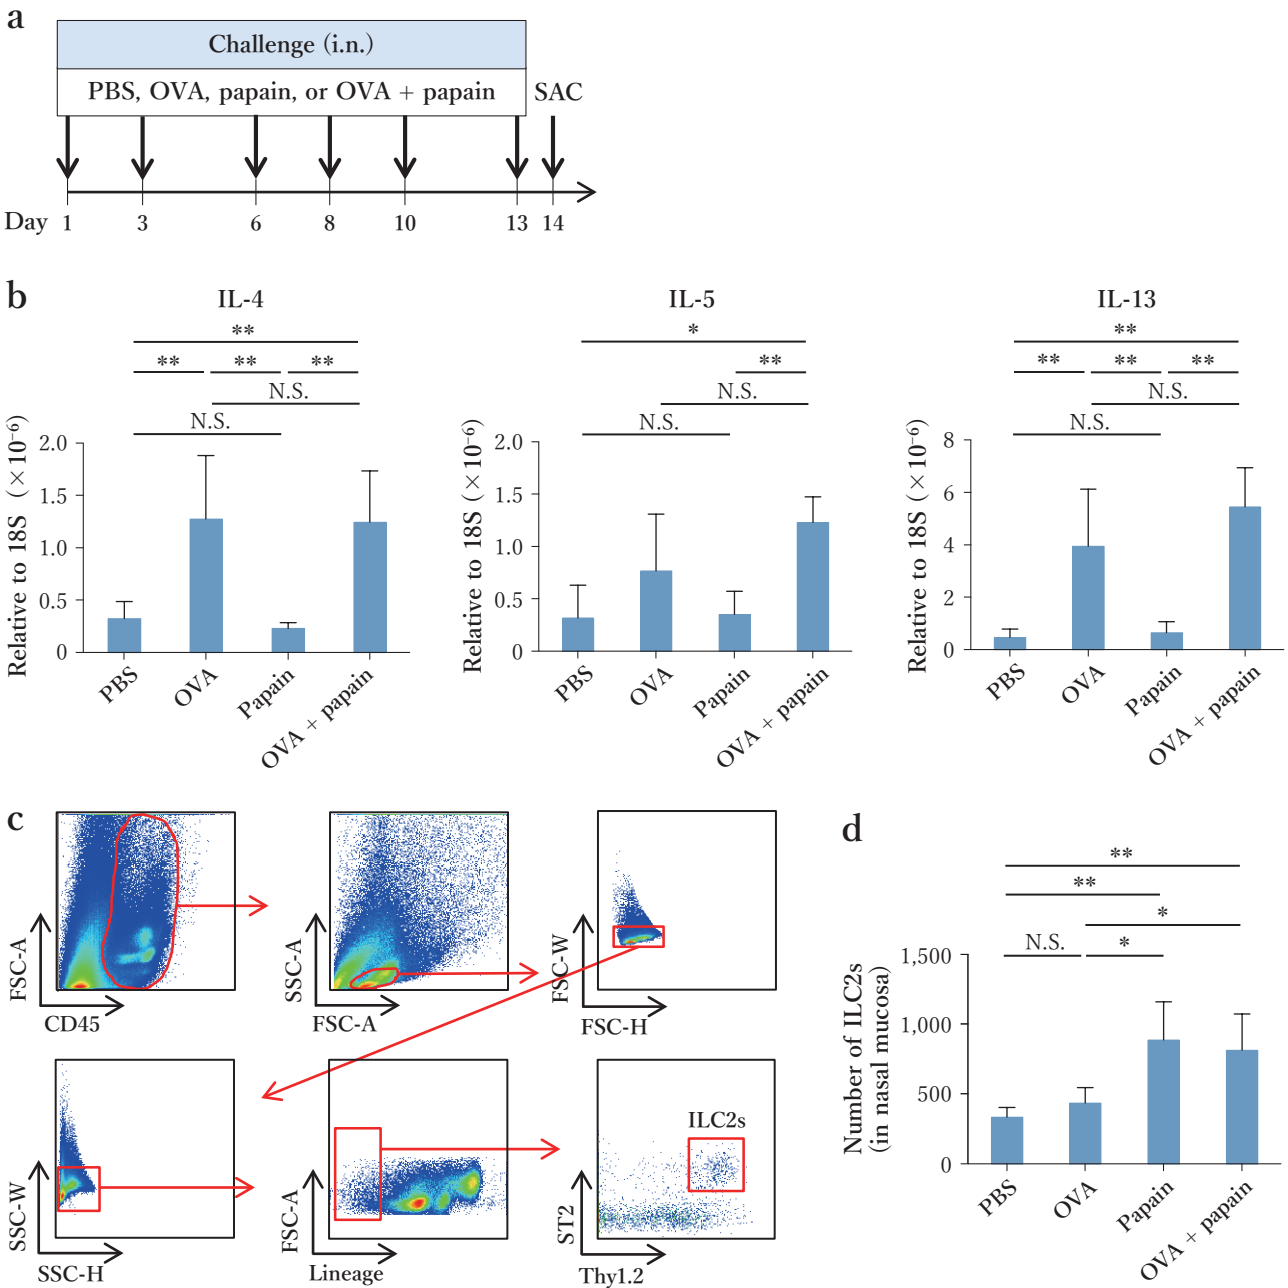 a
Challenge (i.n.)
PBS, OVA, papain, or OVA + papain
SAC
Day 1 3 6 8 10 13 14
b
IL-4
**
** ** **
N.S.
N.S.
Relative to 18S (×10⁻⁶)
2.0
1.5
1.0
0.5
0
PBS
OVA
Papain
OVA + papain
IL-5
*
**
N.S.
N.S.
Relative to 18S (×10⁻⁶)
2.0
1.5
1.0
0.5
0
PBS
OVA
Papain
OVA + papain
IL-13
**
** ** **
N.S.
N.S.
Relative to 18S (×10⁻⁶)
8
6
4
2
0
PBS
OVA
Papain
OVA + papain
c
FSC-A
CD45
SSC-A
FSC-A
FSC-W
FSC-H
SSC-W
SSC-H
FSC-A
Lineage
ILC2s
ST2
Thy1.2
d
**
**
*
N.S. *
Number of ILC2s
(in nasal mucosa)
1,500
1,000
500
0
PBS
OVA
Papain
OVA + papain